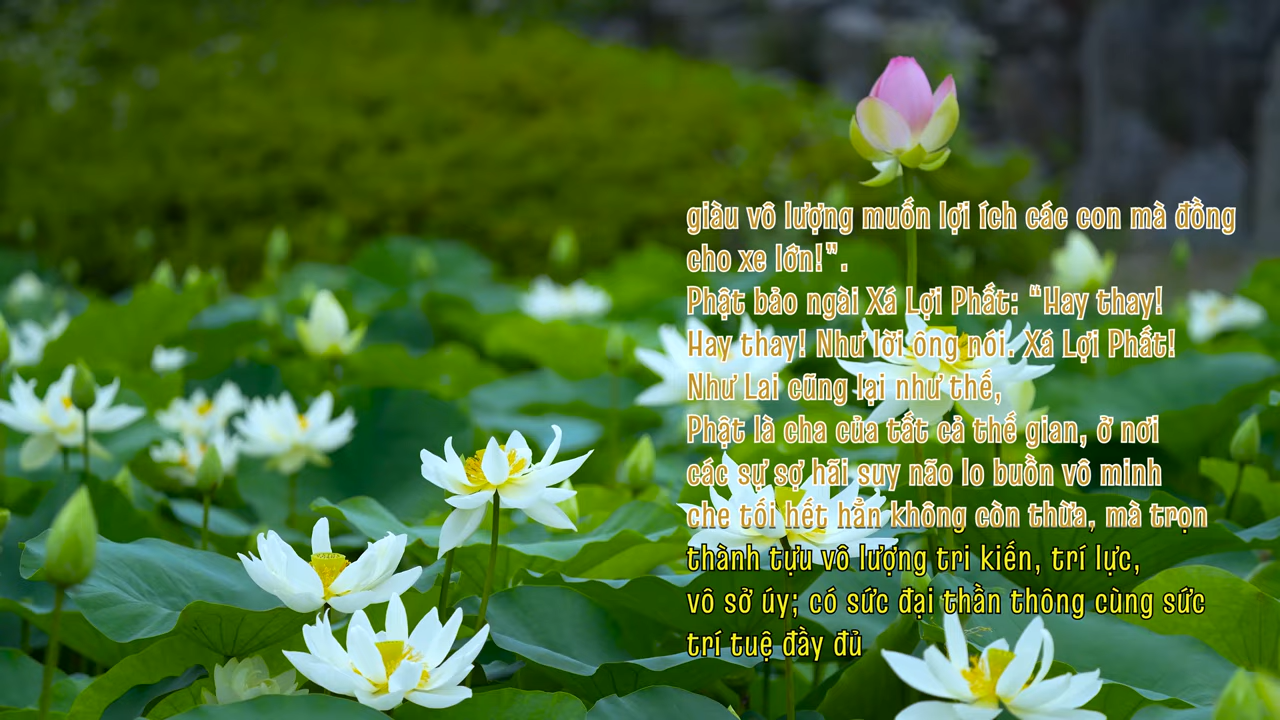 giàu vô lượng muốn lợi ích các con mà đồng
cho xe lớn!”.
Phật bảo ngài Xá Lợi Phất: “Hay thay!
Hay thay! Như lời ông nói. Xá Lợi Phất!
Như Lai cũng lại như thế,
Phật là cha của tất cả thế gian, ở nơi
các sự sợ hãi suy não lo buồn vô minh
che tối hết hẳn không còn thừa, mà trọn
thành tựu vô lượng tri kiến, trí lực,
vô sở úy; có sức đại thần thông cùng sức
trí tuệ đầy đủ